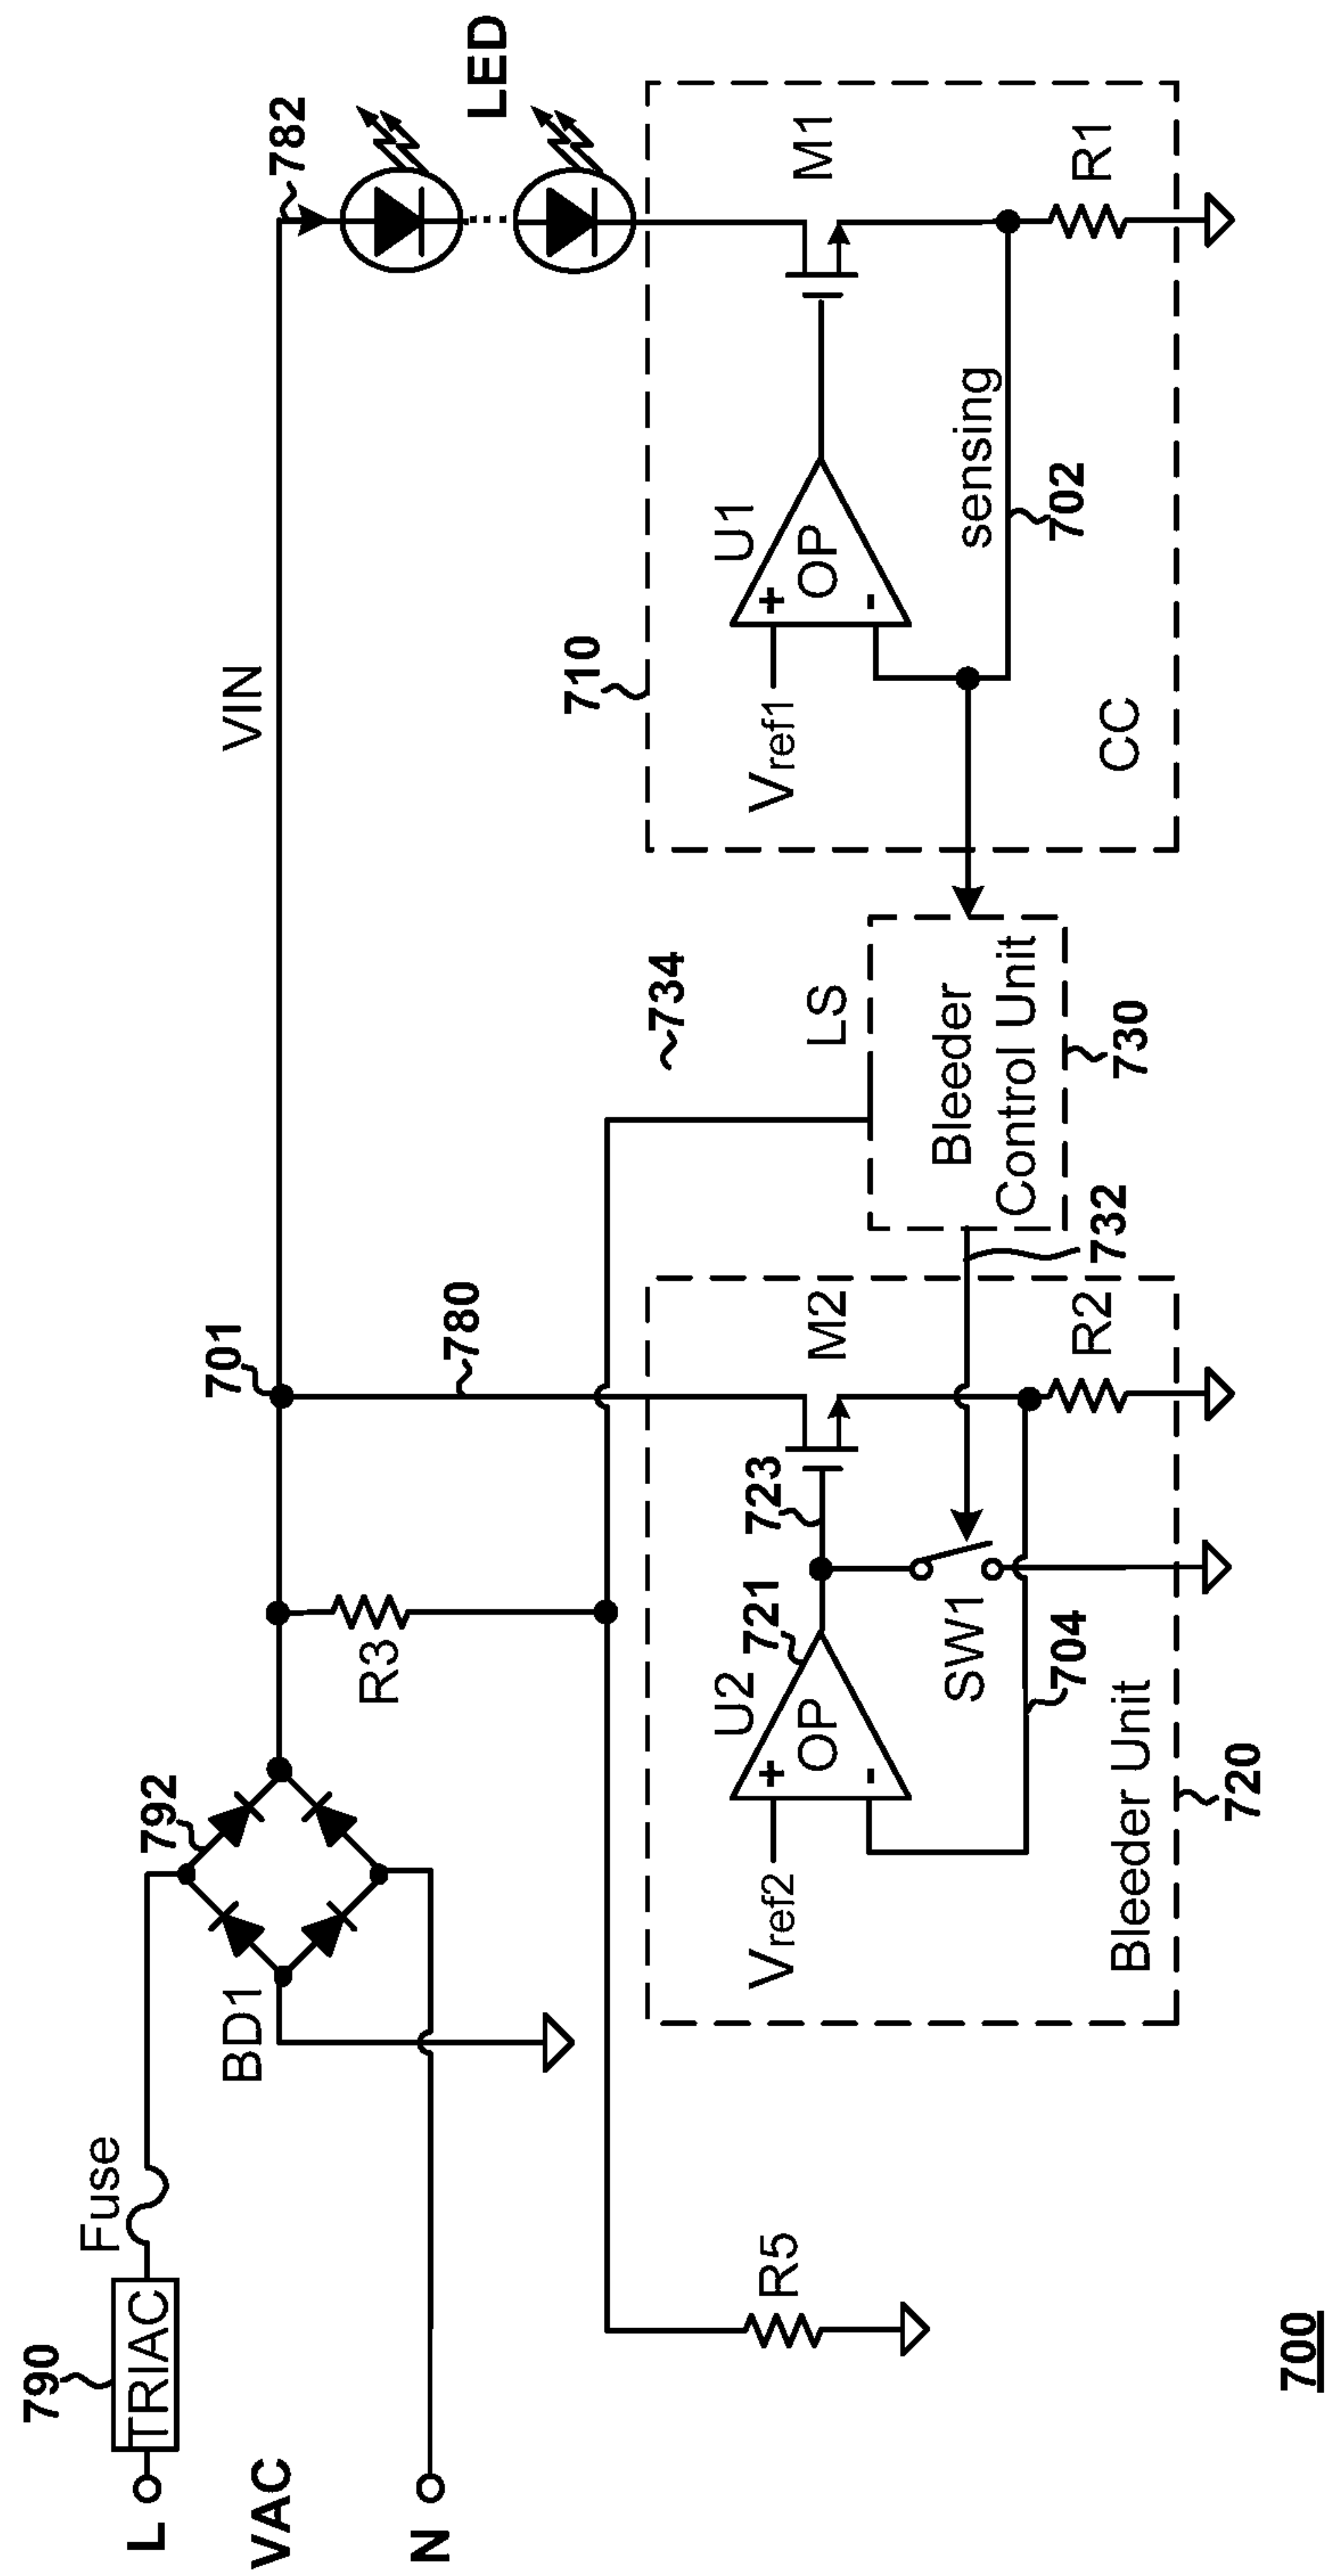 790
TRIAC
L
VAC
N
Fuse
BD1
792
R3
701
VIN
782
LED
780
R5
734
LS
Bleeder
Control Unit
730
732
710
U1
+
OP
-
Vref1
M1
sensing
702
R1
CC
U2
721
+
OP
-
Vref2
723
M2
SW1
704
R2
Bleeder Unit
720
700